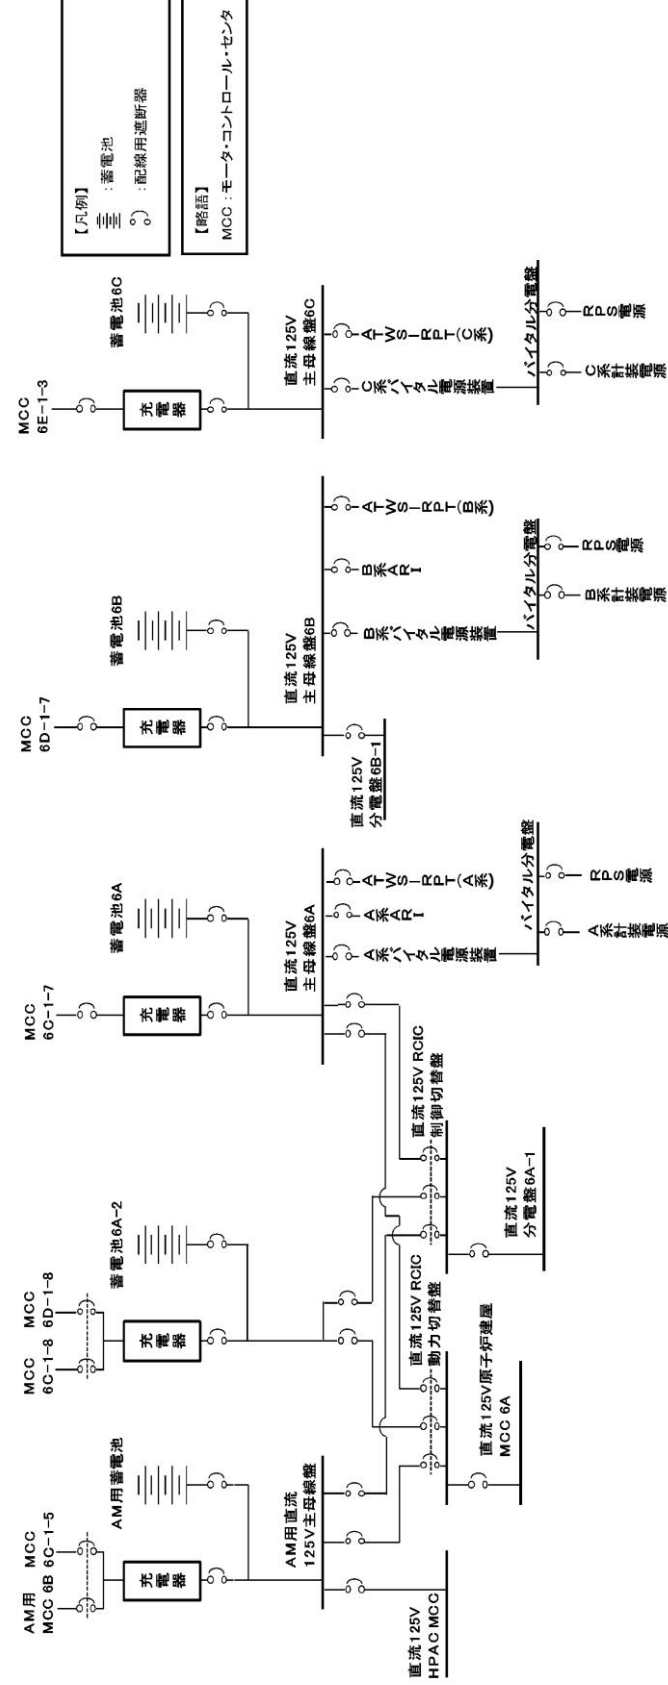 AM用
MCC 6B
MCC
6C-1-5
充電器
AM用蓄電池
AM用直流
125V主母線盤
直流125V
HPAC MCC
MCC
6C-1-8
MCC
6D-1-8
充電器
蓄電池6A-2
直流125V RCIC
動力切替盤
直流125V原子炉建屋
MCC 6A
直流125V RCIC
制御切替盤
直流125V
分電盤6A-1
MCC
6C-1-7
充電器
蓄電池6A
直流125V
主母線盤6A
A系バイタル電源装置
A系ARI
ATWS-RPT(A系)
バイタル分電盤
A系計装電源
RPS電源
MCC
6D-1-7
充電器
蓄電池6B
直流125V
主母線盤6B
直流125V
分電盤6B-1
B系バイタル電源装置
B系ARI
ATWS-RPT(B系)
バイタル分電盤
B系計装電源
RPS電源
MCC
6E-1-3
充電器
蓄電池6C
直流125V
主母線盤6C
C系バイタル電源装置
ATWS-RPT(C系)
バイタル分電盤
C系計装電源
RPS電源
【凡例】
:蓄電池
:配線用遮断器
【略語】
MCC:モータ・コントロール・センタ